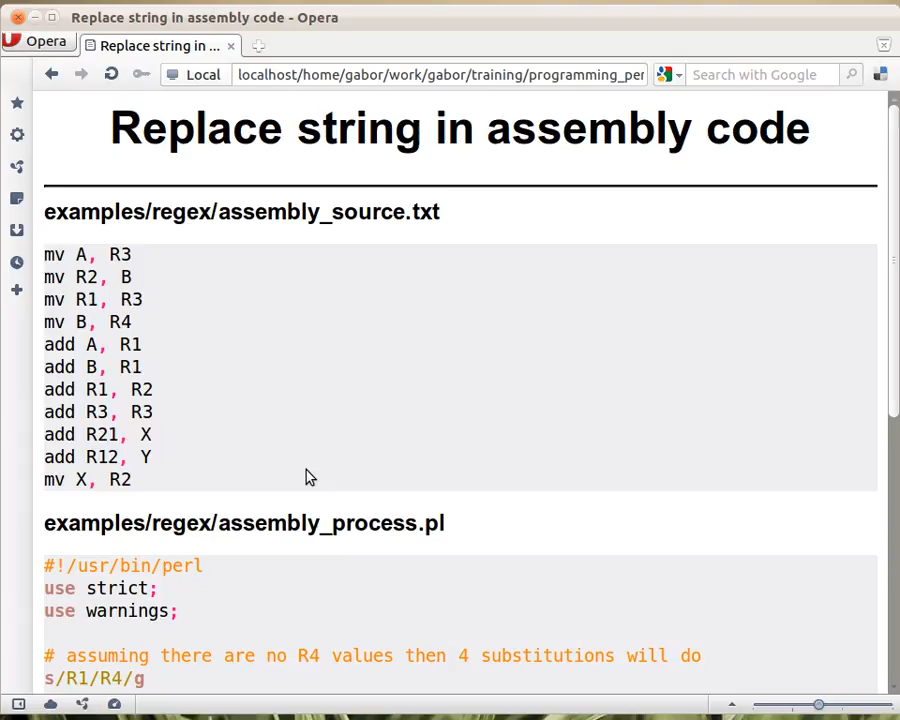 Replace string in assembly code - Opera
Opera
Replace string in ...
Local
localhost/home/gabor/work/gabor/training/programming_per
Search with Google
Replace string in assembly code
examples/regex/assembly_source.txt
mv A, R3
mv R2, B
mv R1, R3
mv B, R4
add A, R1
add B, R1
add R1, R2
add R3, R3
add R21, X
add R12, Y
mv X, R2
examples/regex/assembly_process.pl
#!/usr/bin/perl
use strict;
use warnings;
# assuming there are no R4 values then 4 substitutions will do
s/R1/R4/g